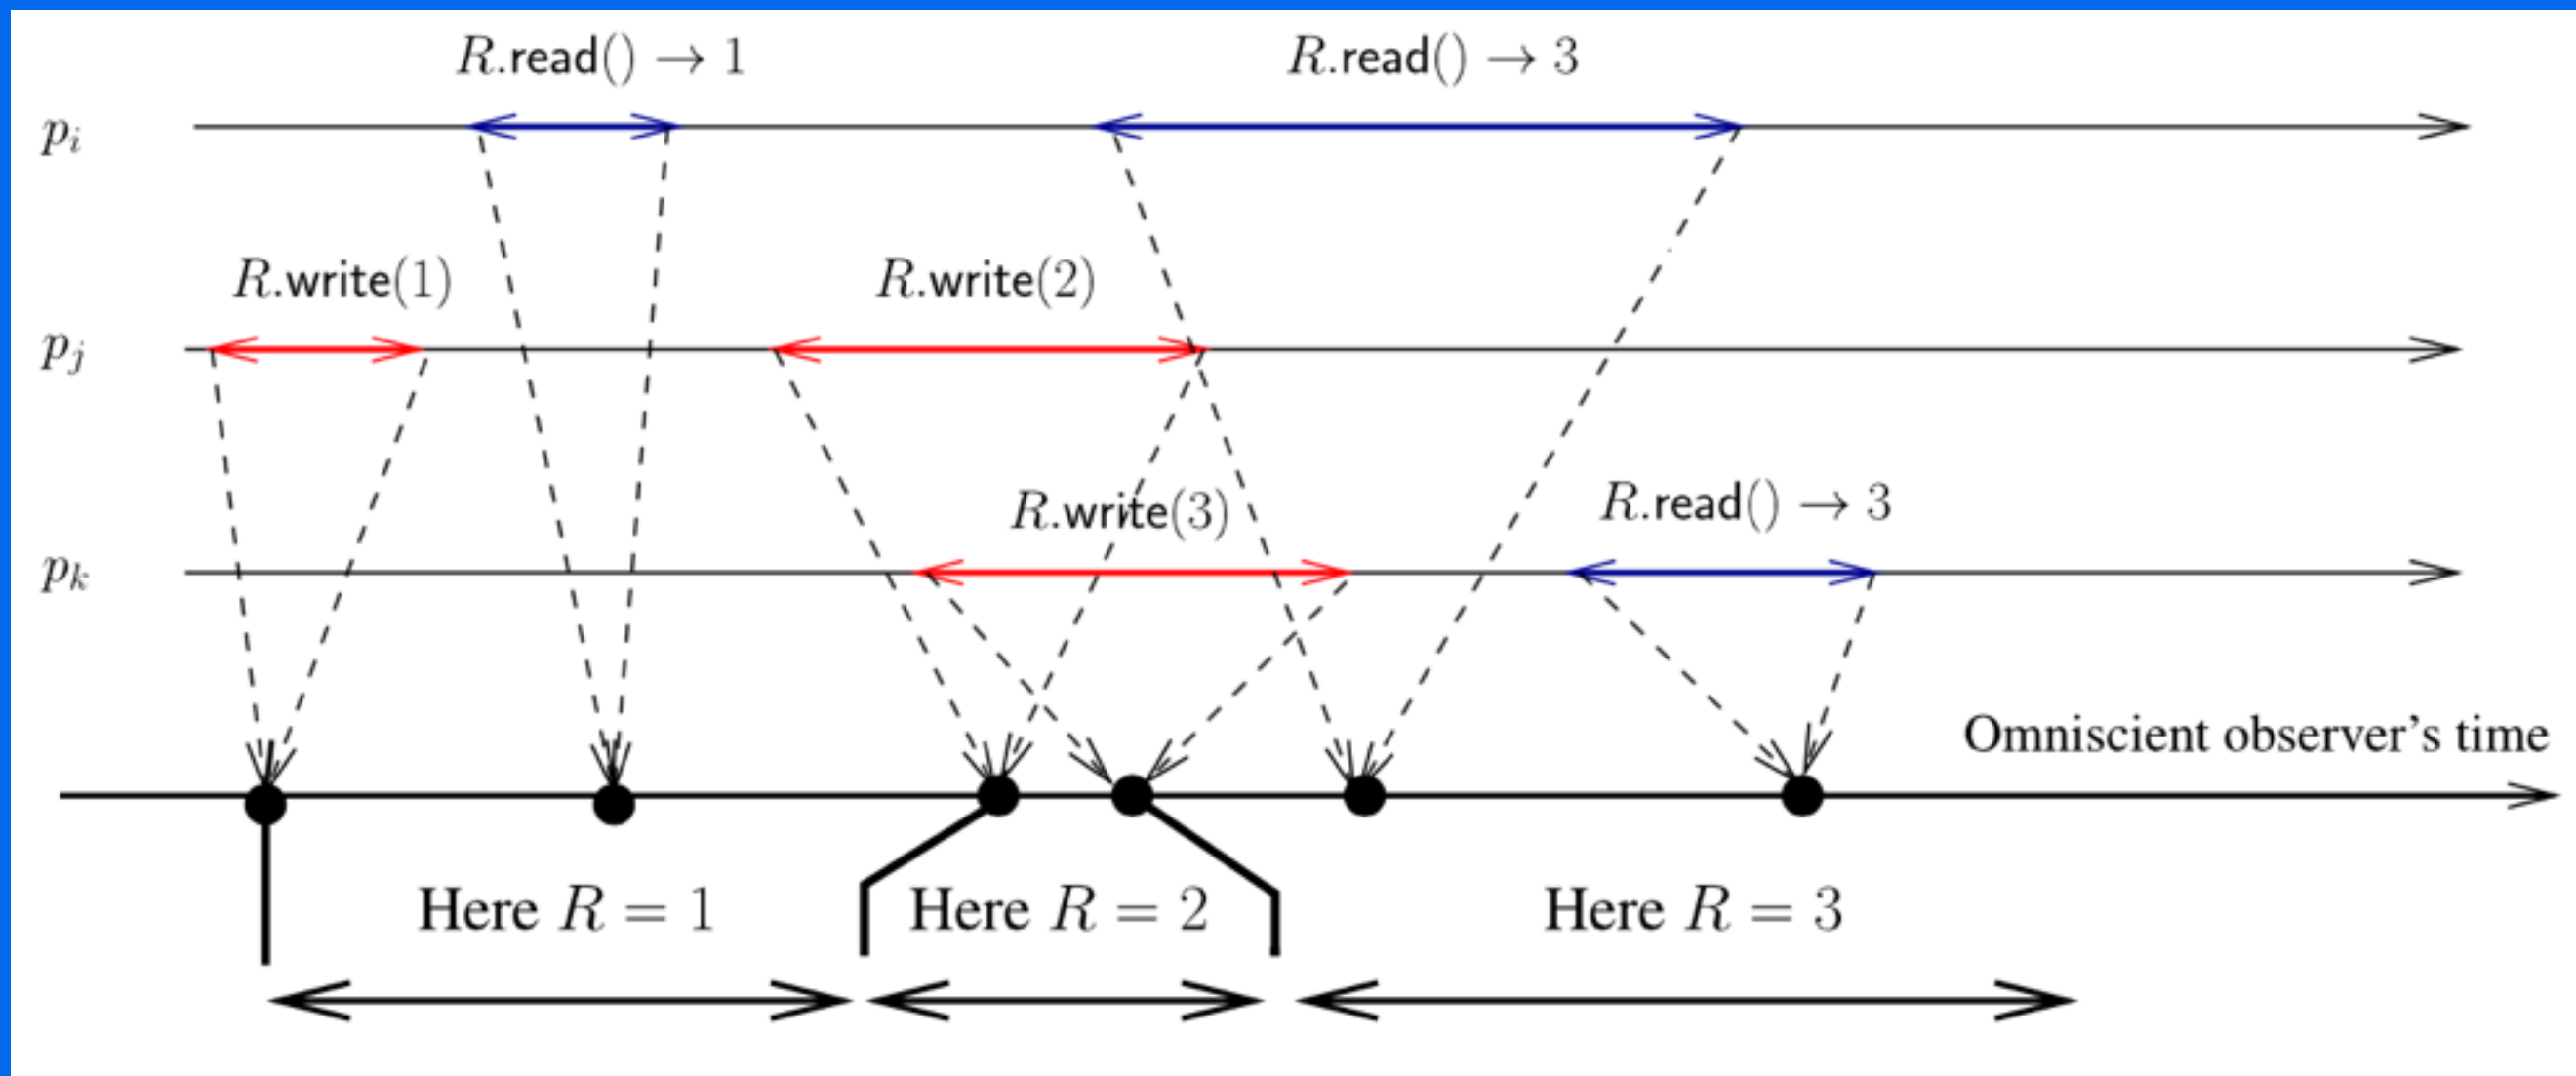 R.read() → 1
R.read() → 3
p_i
R.write(1)
R.write(2)
p_j
R.write(3)
R.read() → 3
p_k
Omniscient observer's time
Here R = 1
Here R = 2
Here R = 3